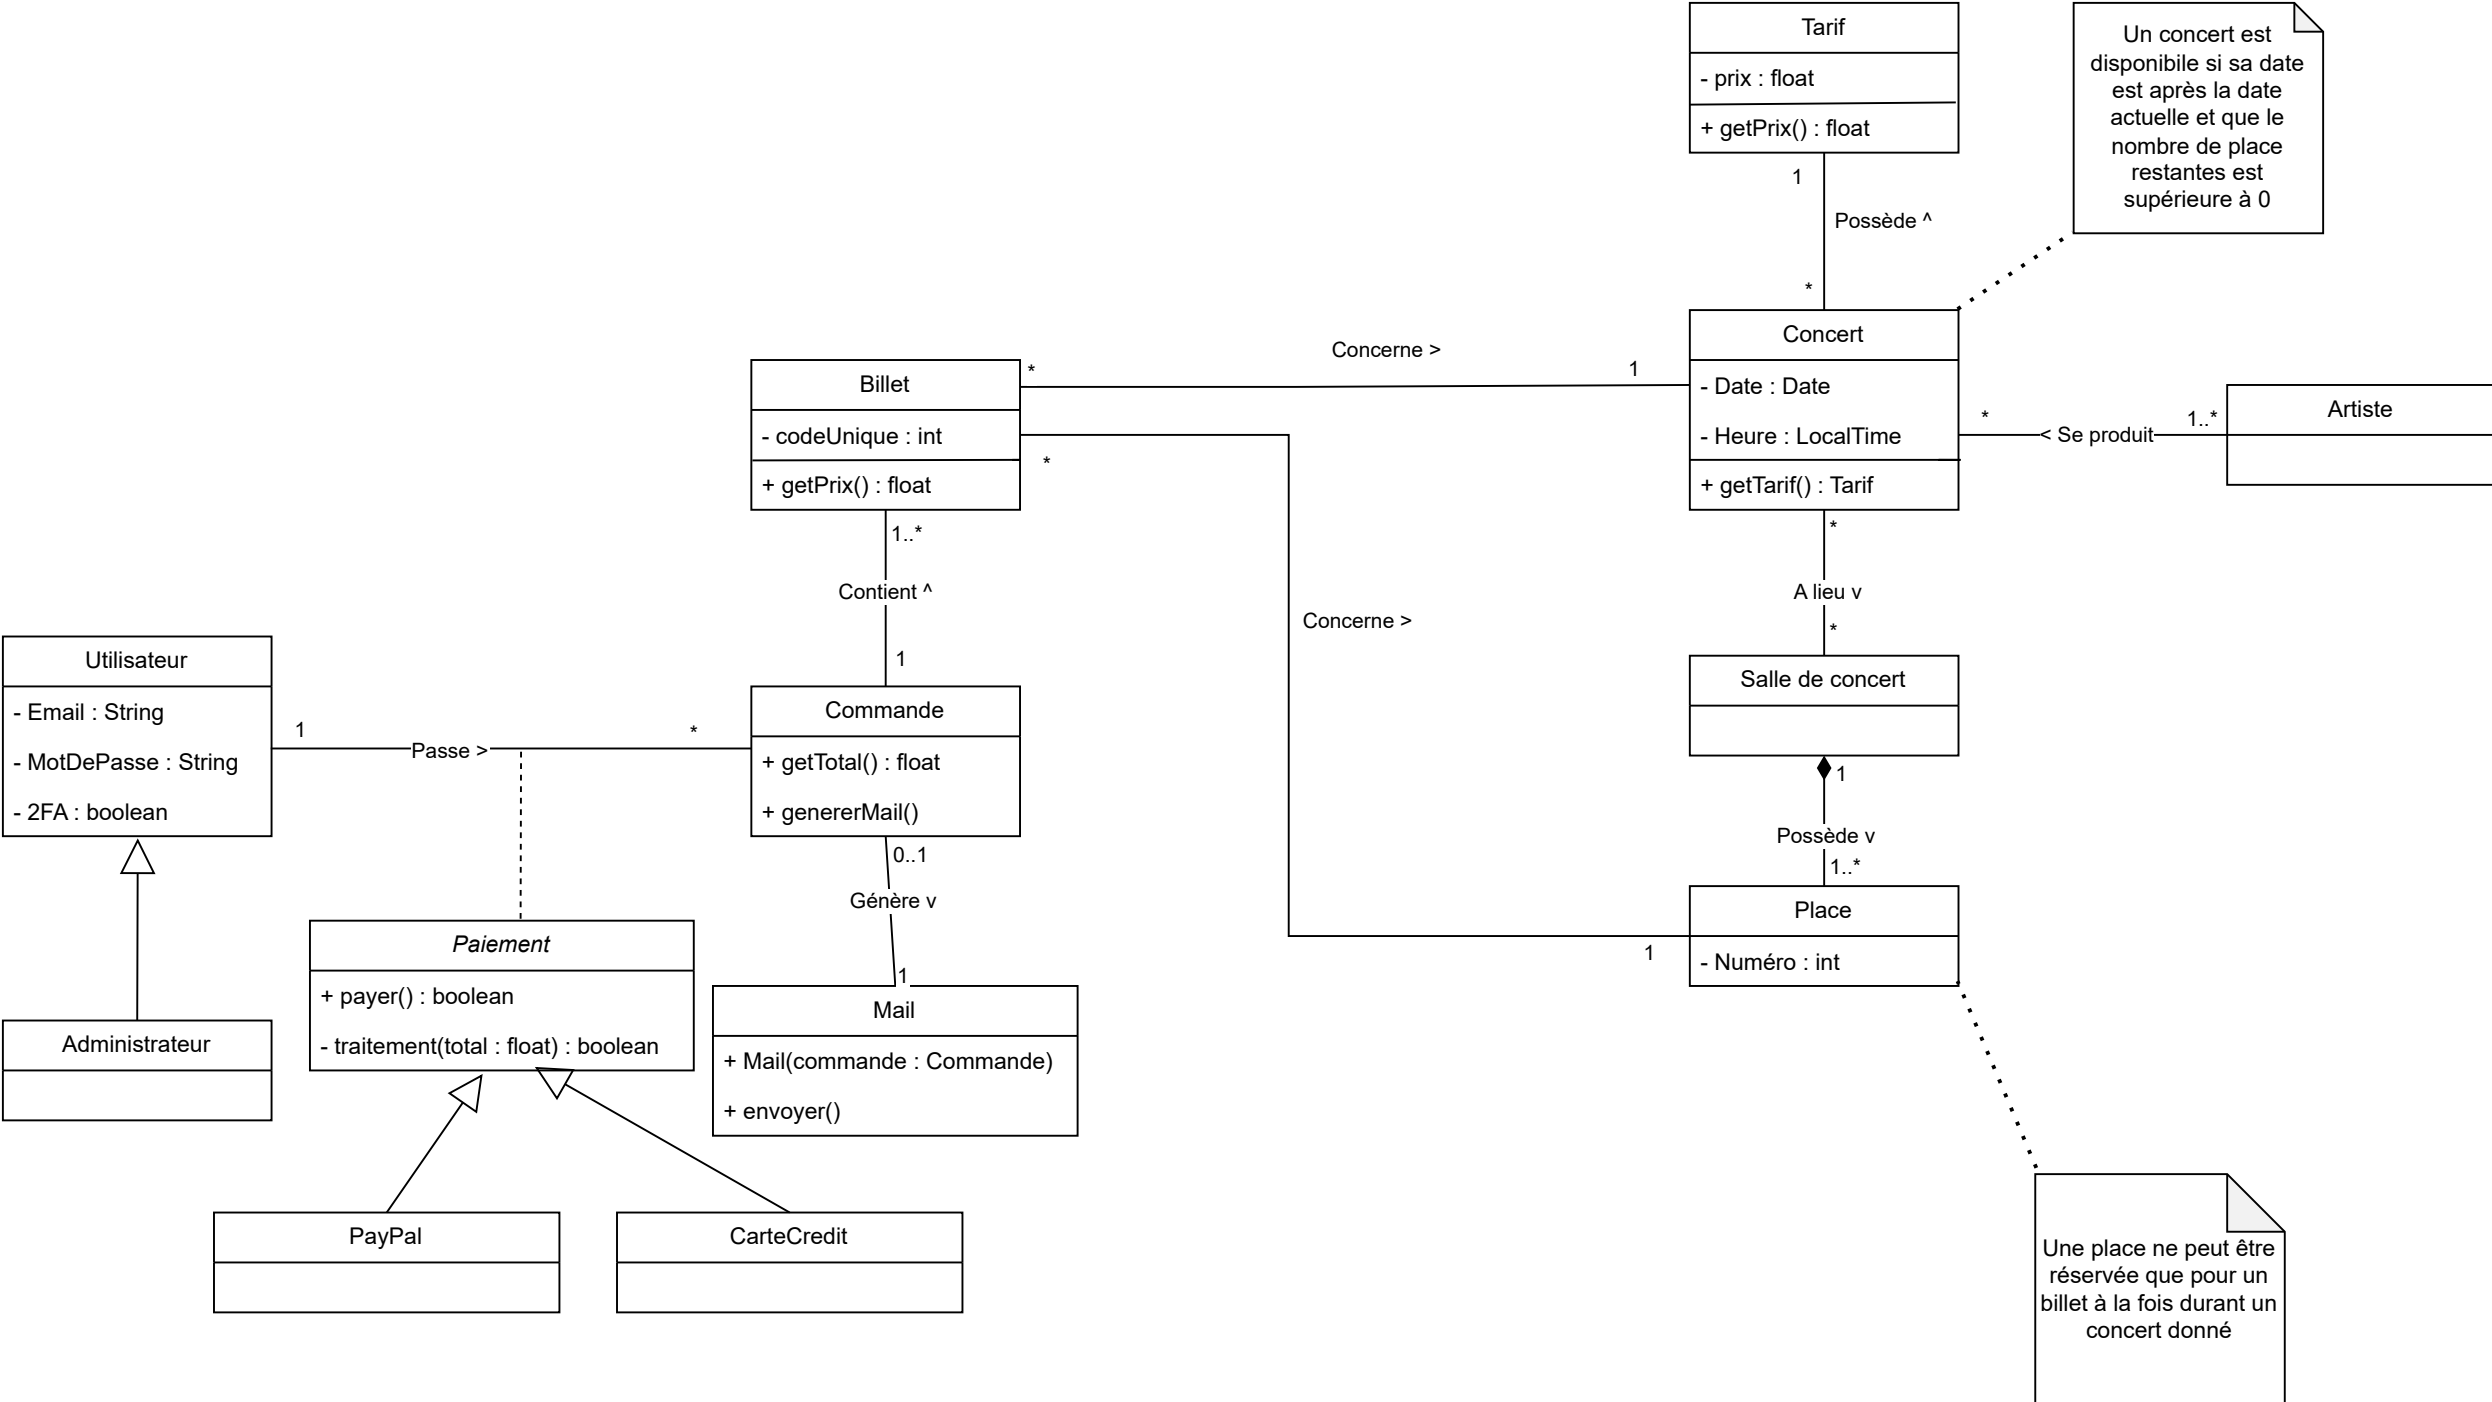 Tarif
- prix : float
+ getPrix() : float
Un concert est
disponibile si sa date
est après la date
actuelle et que le
nombre de place
restantes est
supérieure à 0
1
Possède ^
*
Concert
- Date : Date
- Heure : LocalTime
+ getTarif() : Tarif
Concerne >
*
1
Billet
- codeUnique : int
+ getPrix() : float
*
< Se produit
1..*
Artiste
*
Concerne >
1
1..*
Contient ^
1
*
A lieu v
*
Salle de concert
1
Possède v
1..*
Place
- Numéro : int
Utilisateur
- Email : String
- MotDePasse : String
- 2FA : boolean
1
Passe >
*
Commande
+ getTotal() : float
+ genererMail()
0..1
Génère v
1
Mail
+ Mail(commande : Commande)
+ envoyer()
Paiement
+ payer() : boolean
- traitement(total : float) : boolean
Administrateur
PayPal
CarteCredit
Une place ne peut être
réservée que pour un
billet à la fois durant un
concert donné